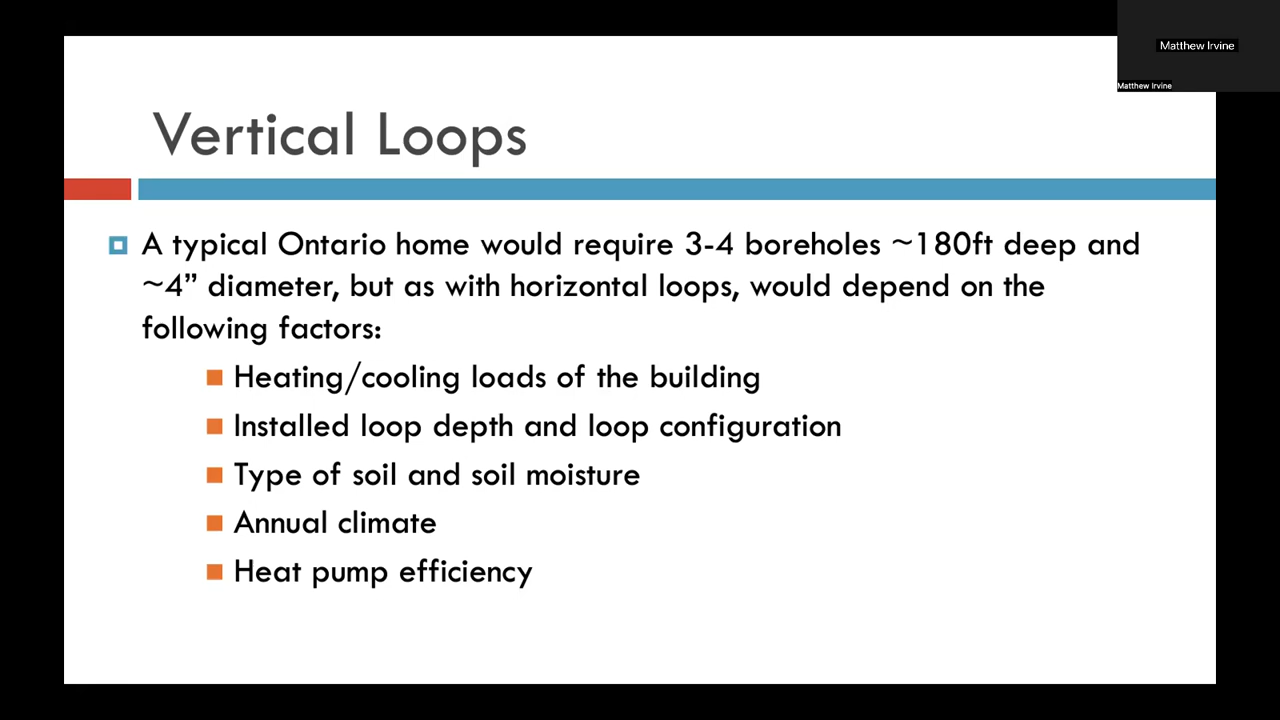 Matthew Irvine
Matthew Irvine
Vertical Loops
A typical Ontario home would require 3-4 boreholes ~180ft deep and
~4” diameter, but as with horizontal loops, would depend on the
following factors:
Heating/cooling loads of the building
Installed loop depth and loop configuration
Type of soil and soil moisture
Annual climate
Heat pump efficiency